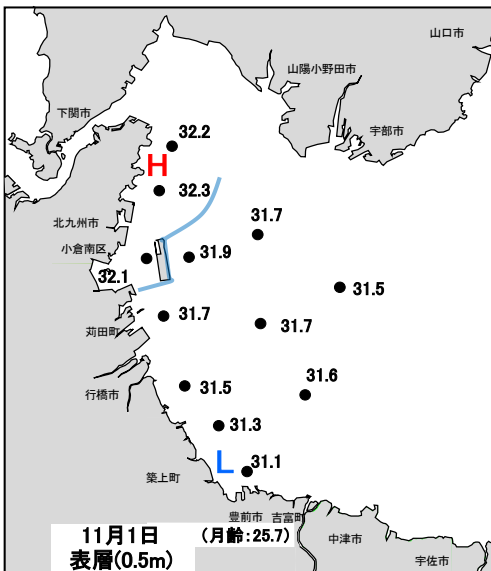 山口市
山陽小野田市
下関市
宇部市
32.2
H
32.3
北九州市
31.7
小倉南区
31.9
32.1
31.5
31.7
31.7
苅田町
31.5
31.6
行橋市
31.3
L
31.1
築上町
豊前市 吉富町
11月1日 (月齢:25.7)
中津市
表層(0.5m)
宇佐市